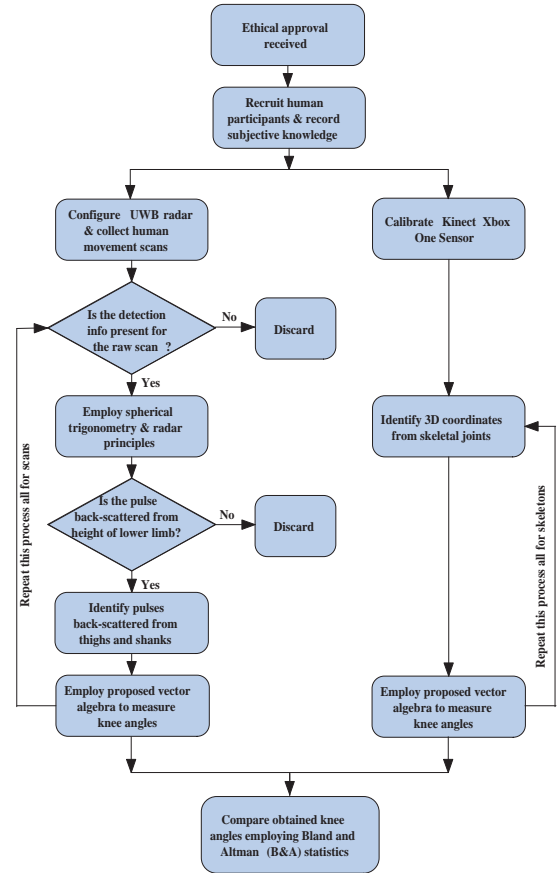 Ethical approval
received
Recruit human
participants & record
subjective knowledge
Configure UWB radar
& collect human
movement scans
Calibrate Kinect Xbox
One Sensor
Is the detection
info present for
the raw scan ?
No
Discard
Yes
Employ spherical
trigonometry & radar
principles
Identify 3D coordinates
from skeletal joints
Is the pulse
back-scattered from
height of lower limb?
No
Discard
Yes
Identify pulses
back-scattered from
thighs and shanks
Repeat this process all for scans
Repeat this process all for skeletons
Employ proposed vector
algebra to measure
knee angles
Employ proposed vector
algebra to measure
knee angles
Compare obtained knee
angles employing Bland and
Altman (B&A) statistics